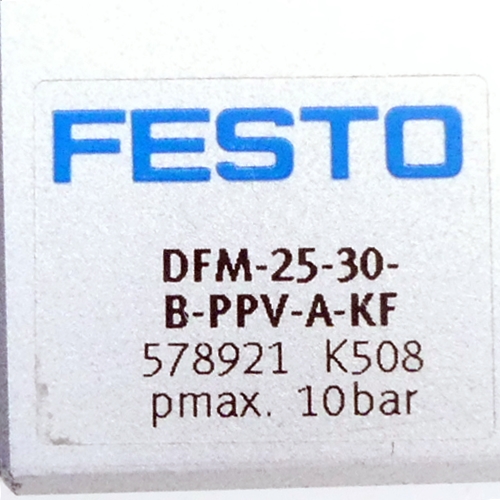 FESTO
DFM-25-30-
B-PPV-A-KF
578921 K508
pmax. 10bar